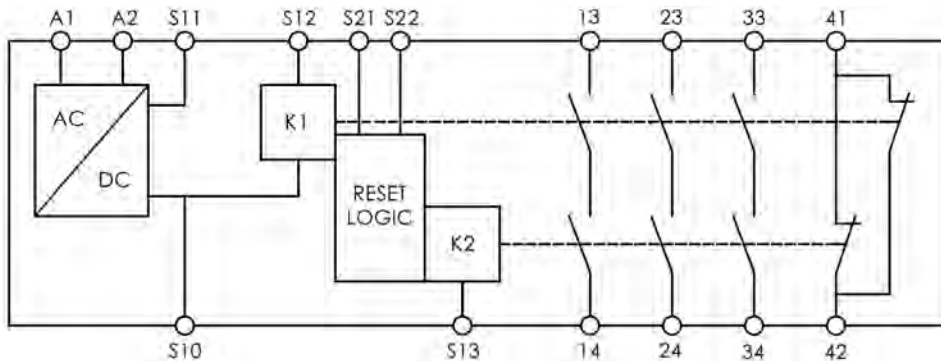 A1 A2 S11 S12 S21 S22 13 23 33 41
AC
DC
K1
RESET
LOGIC
K2
S10 S13 14 24 34 42